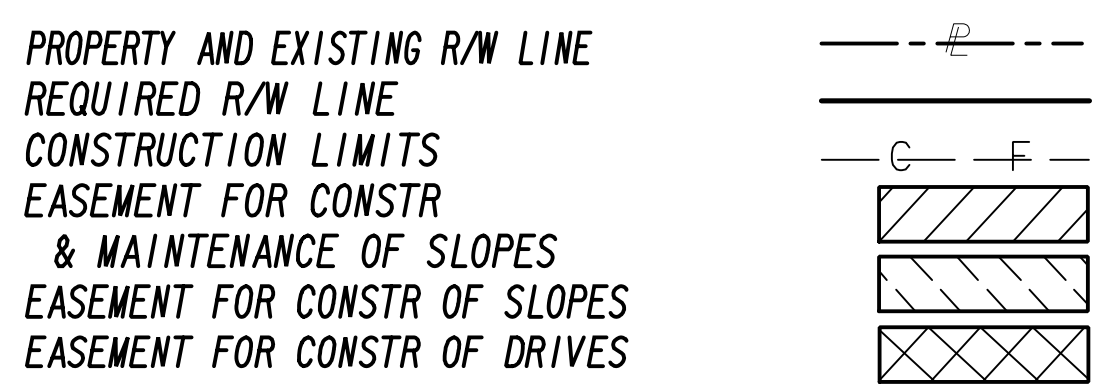 PROPERTY AND EXISTING R/W LINE PL
REQUIRED R/W LINE
CONSTRUCTION LIMITS C F
EASEMENT FOR CONSTR
& MAINTENANCE OF SLOPES
EASEMENT FOR CONSTR OF SLOPES
EASEMENT FOR CONSTR OF DRIVES